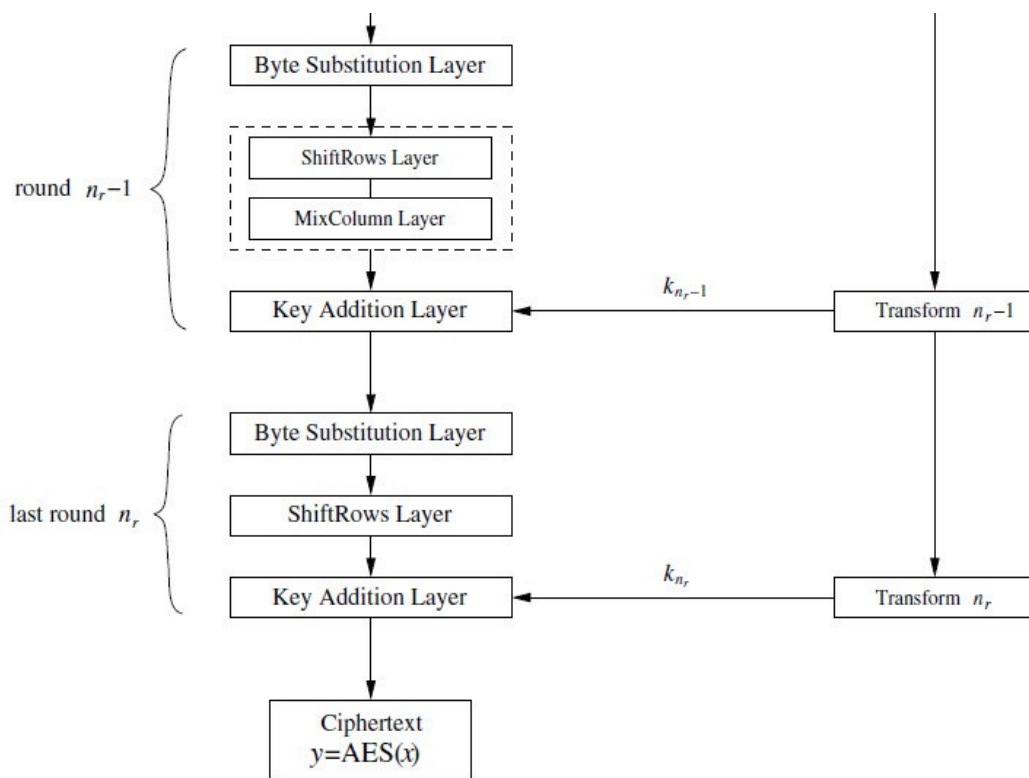 Byte Substitution Layer
ShiftRows Layer
round n_r−1
MixColumn Layer
k_{n_r−1}
Key Addition Layer
Transform n_r−1
Byte Substitution Layer
last round n_r
ShiftRows Layer
k_{n_r}
Key Addition Layer
Transform n_r
Ciphertext
y=AES(x)